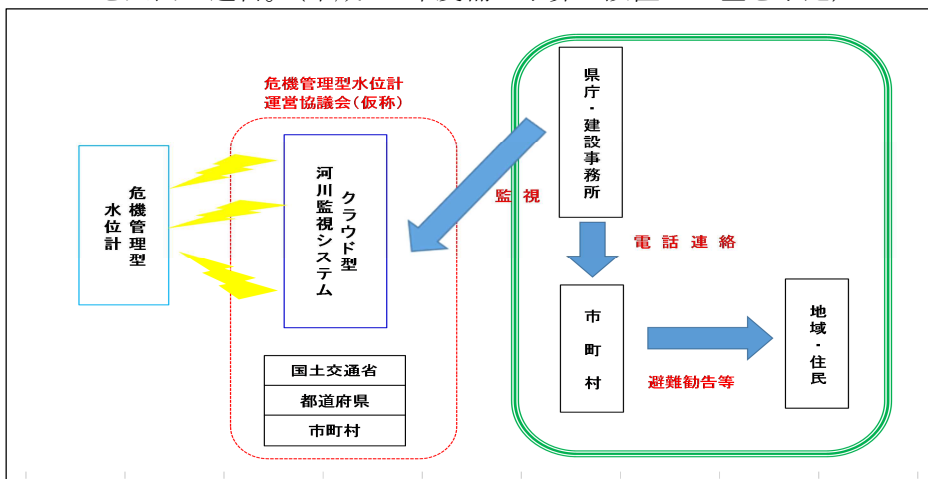 危機管理型水位計
運営協議会(仮称)
危機管理型
水位計
クラウド型
河川監視システム
国土交通省
都道府県
市町村
監視
県庁・建設事務所
電話連絡
市町村
避難勧告等
地域・住民